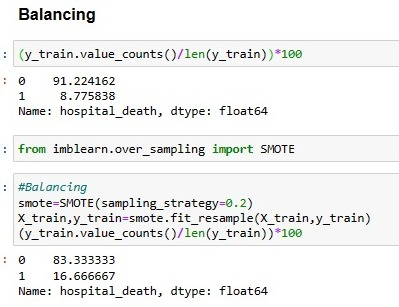 Balancing
: (y_train.value_counts()/len(y_train))*100
: 0    91.224162
1     8.775838
Name: hospital_death, dtype: float64
: from imblearn.over_sampling import SMOTE
: #Balancing
smote=SMOTE(sampling_strategy=0.2)
X_train,y_train=smote.fit_resample(X_train,y_train)
(y_train.value_counts()/len(y_train))*100
: 0    83.333333
1    16.666667
Name: hospital_death, dtype: float64